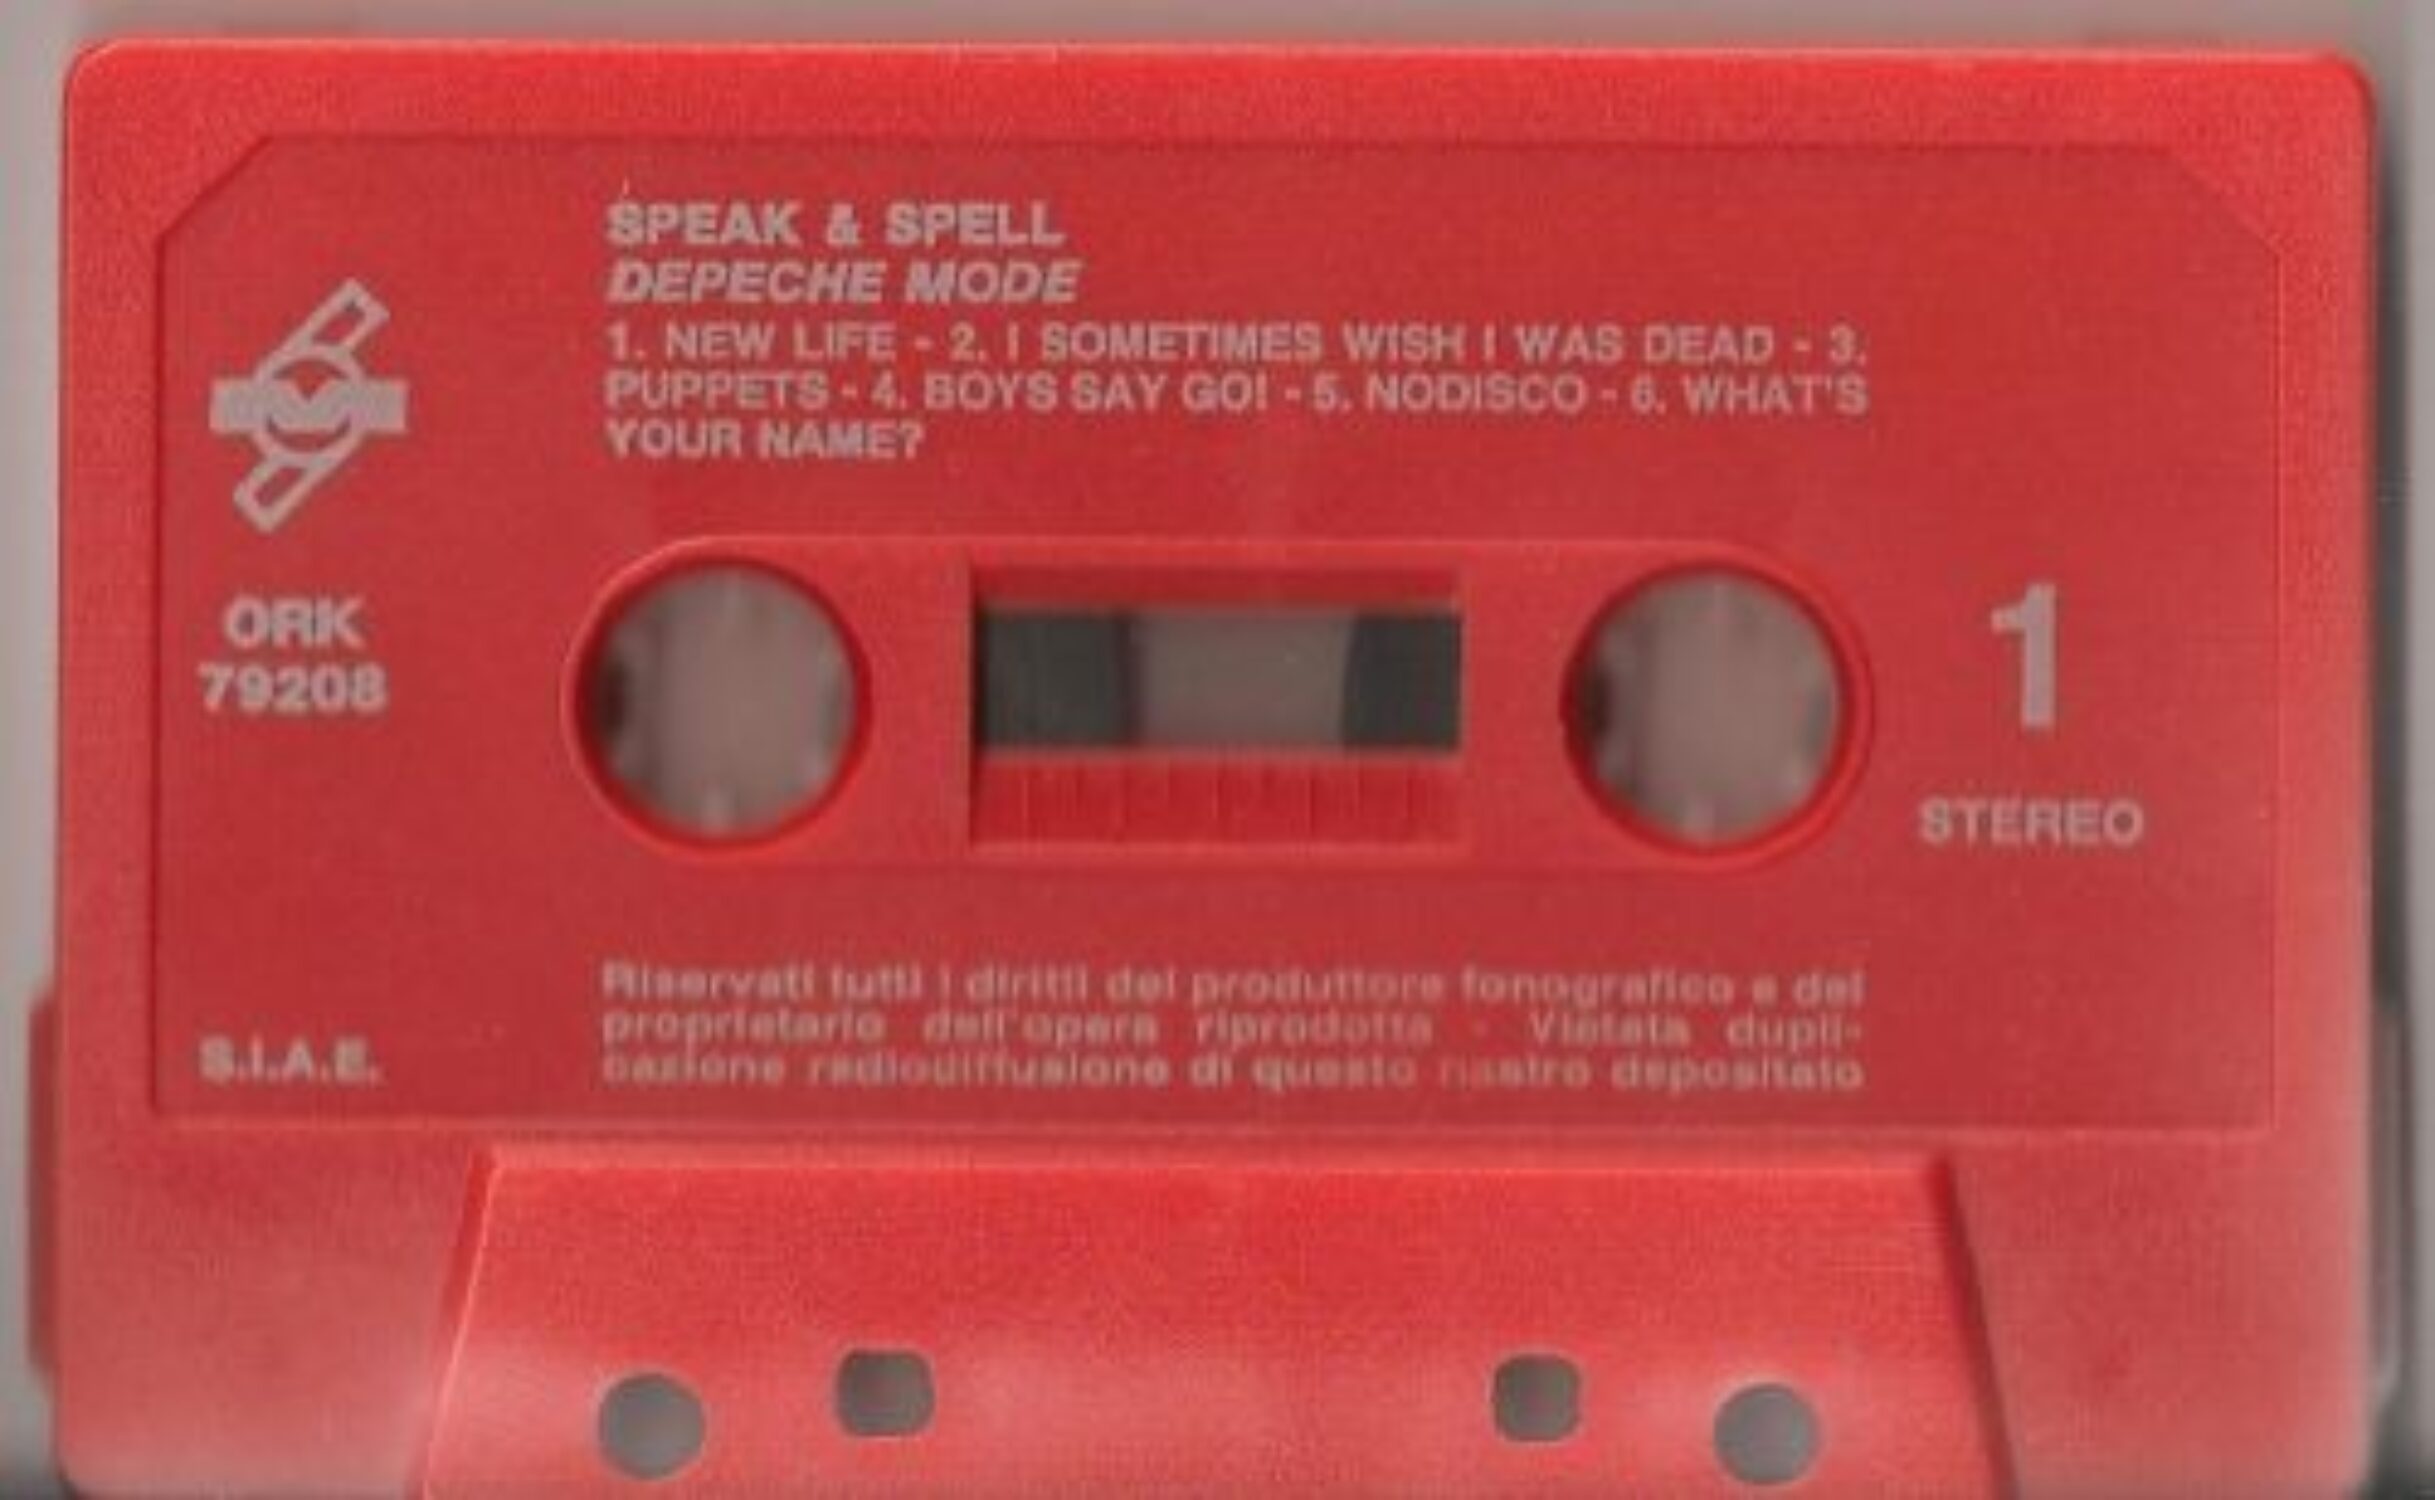 SPEAK & SPELL
DEPECHE MODE
1. NEW LIFE - 2. I SOMETIMES WISH I WAS DEAD - 3.
PUPPETS - 4. BOYS SAY GO! - 5. NODISCO - 6. WHAT'S
YOUR NAME?
ORK
79208
1
STEREO
S.I.A.E.
Riservati tutti i diritti del produttore fonografico e del
proprietario dell'opera riprodotta - Vietata dupli-
cazione radiodiffusione di questo nastro depositato